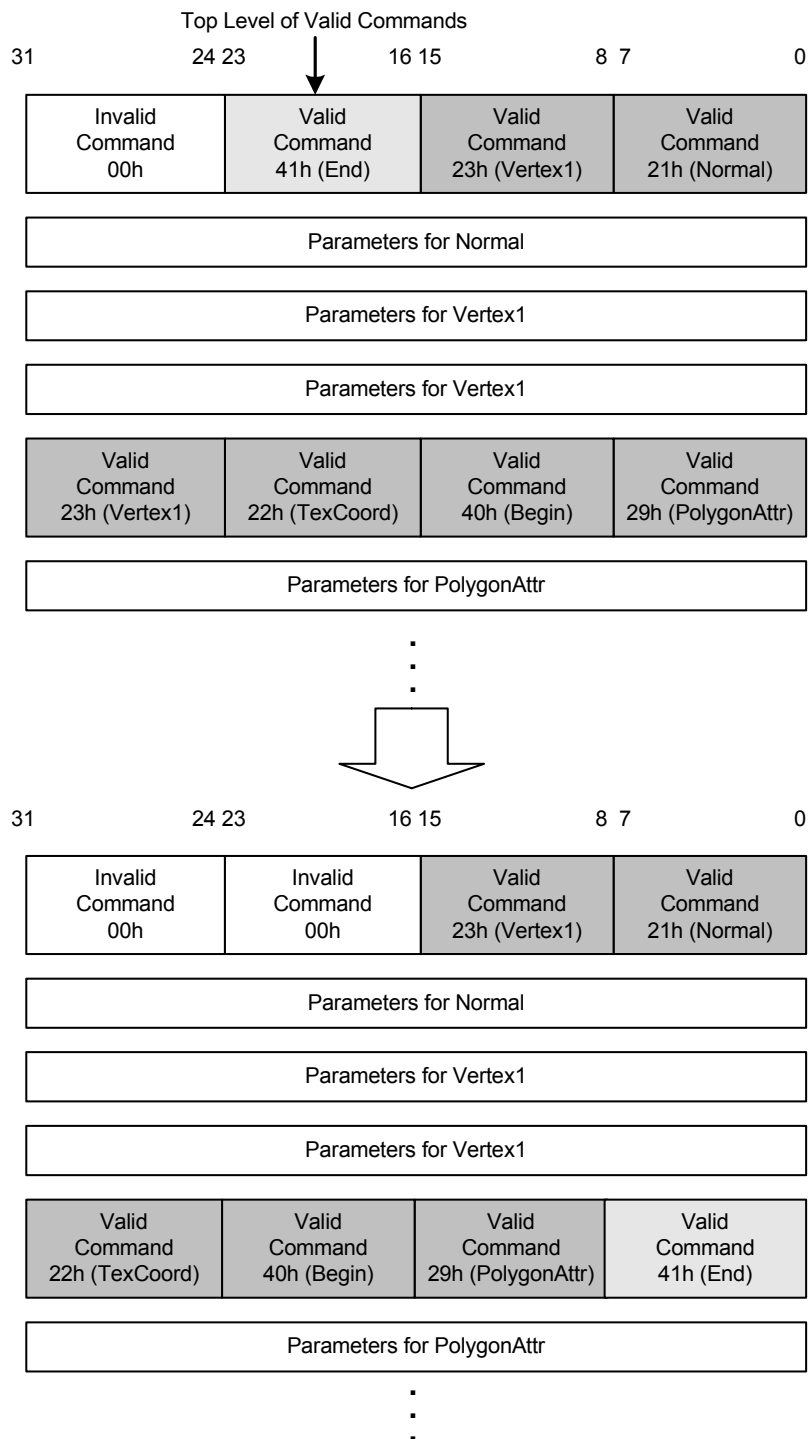 Top Level of Valid Commands
31 24 23 16 15 8 7 0
Invalid Valid Valid Valid
Command Command Command Command
00h 41h (End) 23h (Vertex1) 21h (Normal)
Parameters for Normal
Parameters for Vertex1
Parameters for Vertex1
Valid Valid Valid Valid
Command Command Command Command
23h (Vertex1) 22h (TexCoord) 40h (Begin) 29h (PolygonAttr)
Parameters for PolygonAttr
31 24 23 16 15 8 7 0
Invalid Invalid Valid Valid
Command Command Command Command
00h 00h 23h (Vertex1) 21h (Normal)
Parameters for Normal
Parameters for Vertex1
Parameters for Vertex1
Valid Valid Valid Valid
Command Command Command Command
22h (TexCoord) 40h (Begin) 29h (PolygonAttr) 41h (End)
Parameters for PolygonAttr